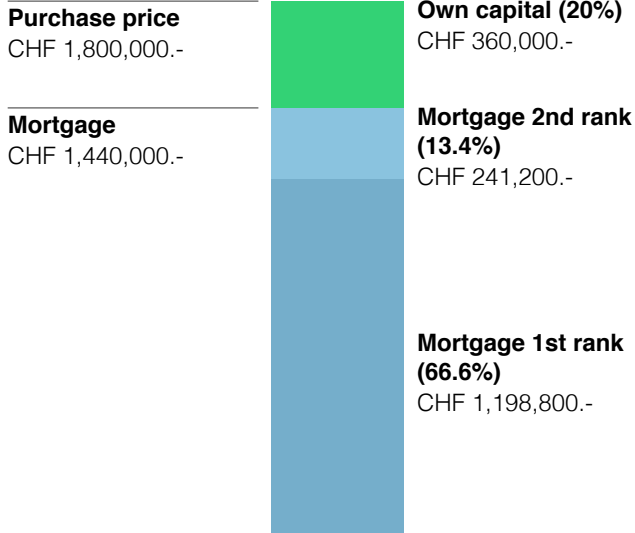 Purchase price
CHF 1,800,000.-
Own capital (20%)
CHF 360,000.-
Mortgage
CHF 1,440,000.-
Mortgage 2nd rank
(13.4%)
CHF 241,200.-
Mortgage 1st rank
(66.6%)
CHF 1,198,800.-